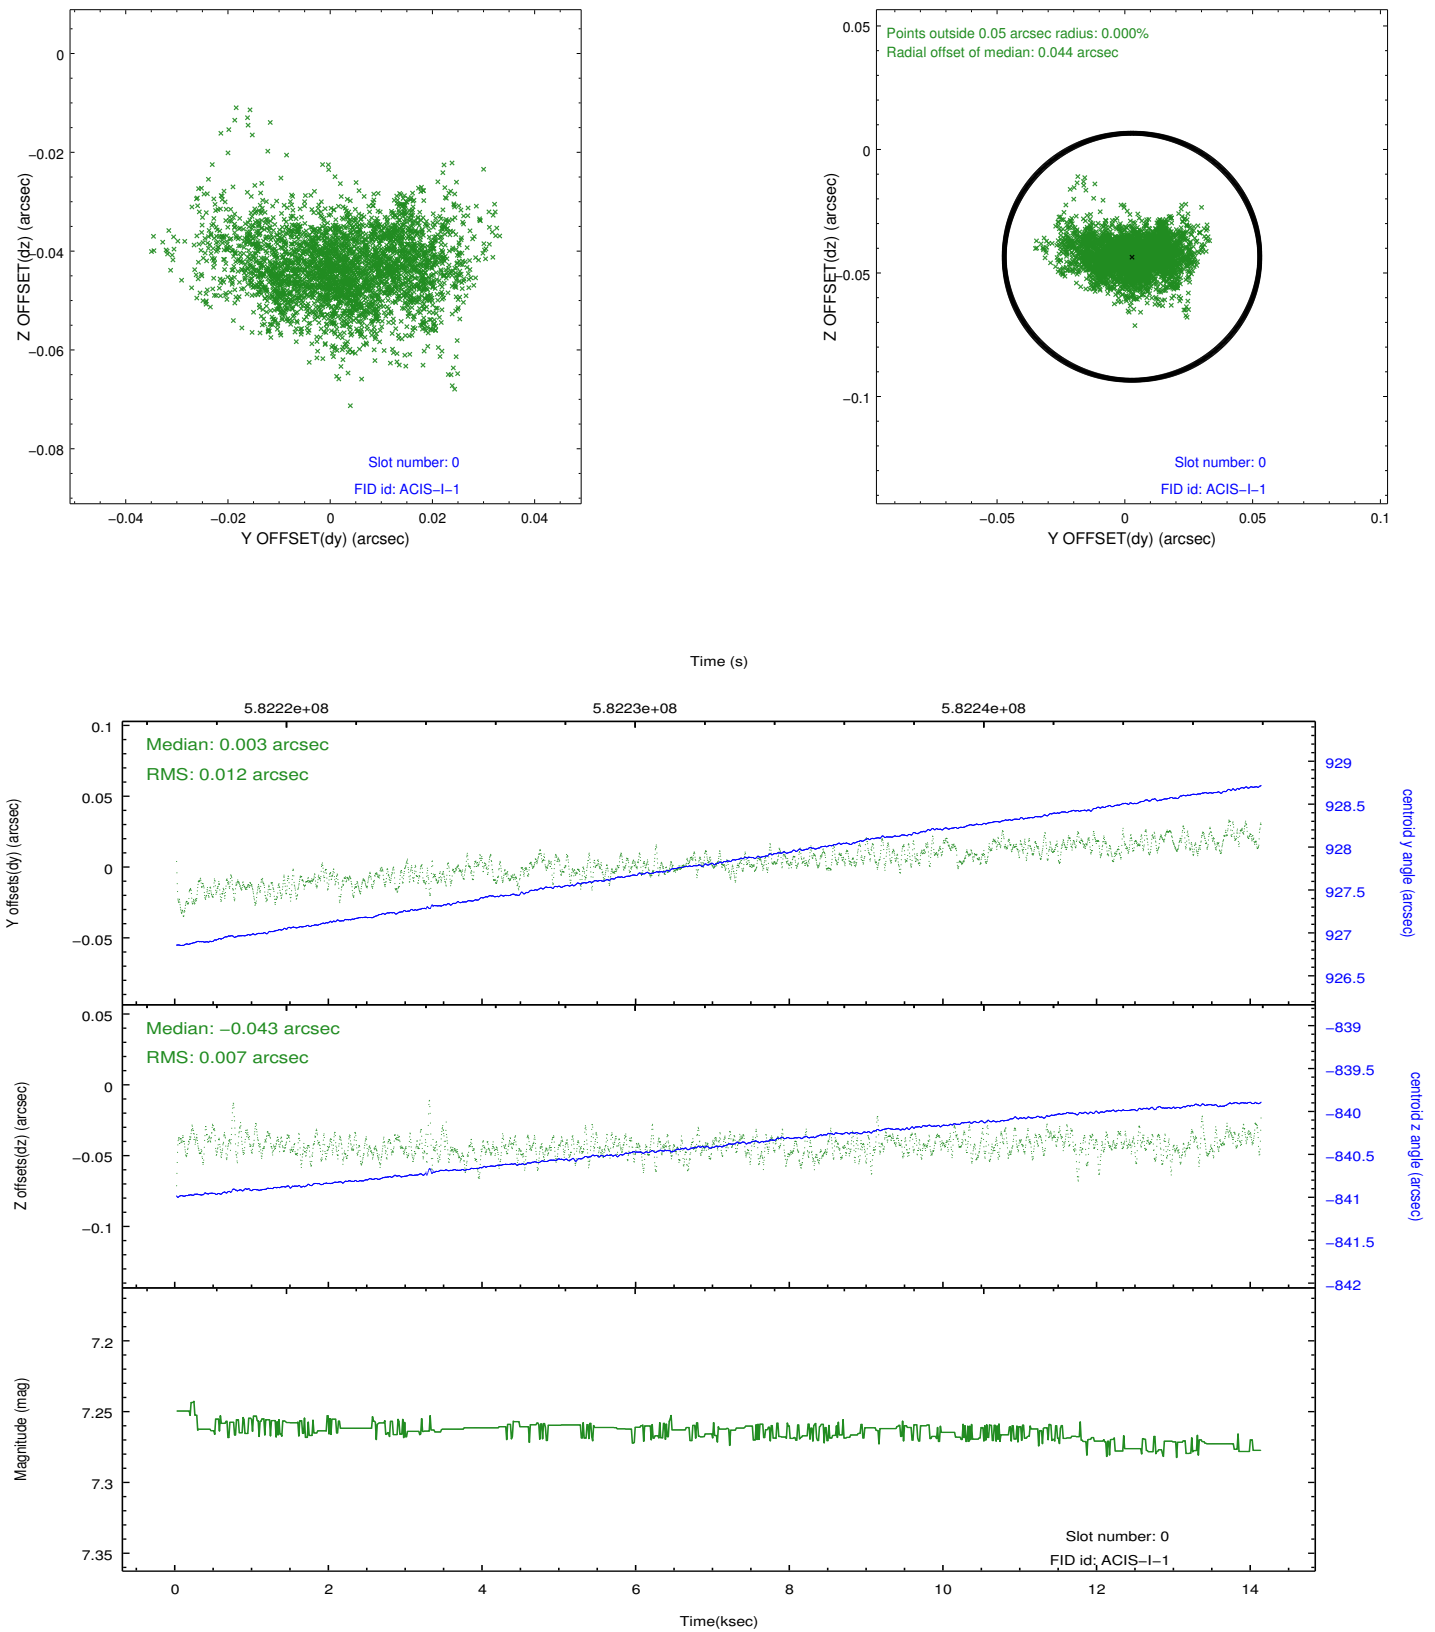 0
−0.02
−0.04
−0.06
−0.08
Z OFFSET(dz) (arcsec)
Slot number: 0
FID id: ACIS−I−1
−0.04
−0.02
0
0.02
0.04
Y OFFSET(dy) (arcsec)
Points outside 0.05 arcsec radius: 0.000%
Radial offset of median: 0.044 arcsec
0.05
0
−0.05
−0.1
Z OFFSET(dz) (arcsec)
Slot number: 0
FID id: ACIS−I−1
−0.05
0
0.05
0.1
Y OFFSET(dy) (arcsec)
Time (s)
5.8222e+08
5.8223e+08
5.8224e+08
Median: 0.003 arcsec
RMS: 0.012 arcsec
0.1
0.05
0
−0.05
Y offsets(dy) (arcsec)
929
928.5
928
927.5
927
926.5
centroid y angle (arcsec)
Median: −0.043 arcsec
RMS: 0.007 arcsec
0.05
0
−0.05
−0.1
Z offsets(dz) (arcsec)
−839
−839.5
−840
−840.5
−841
−841.5
−842
centroid z angle (arcsec)
7.2
7.25
7.3
7.35
Magnitude (mag)
Slot number: 0
FID id: ACIS−I−1
0
2
4
6
8
10
12
14
Time(ksec)